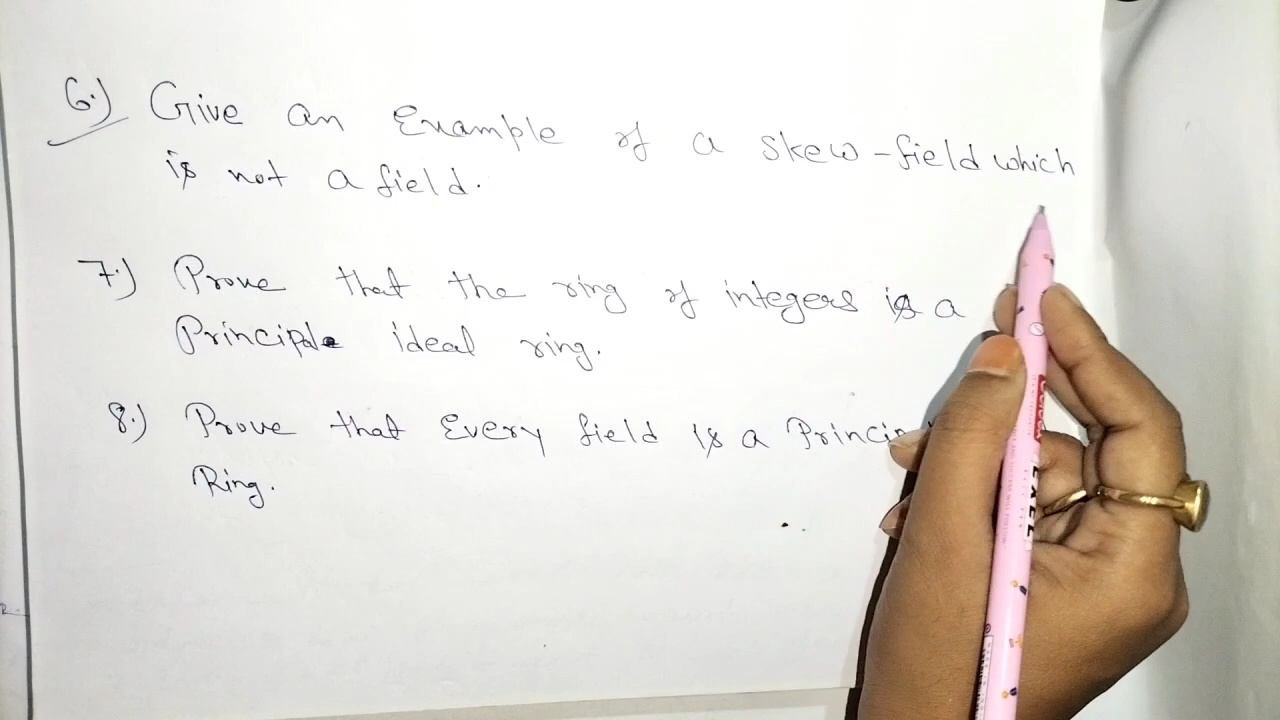 6.) Give an Example of a skew-field which
is not a field.
7.) Prove that the ring of integers is a
Principle ideal ring.
8.) Prove that Every field is a
Ring.
EXEL